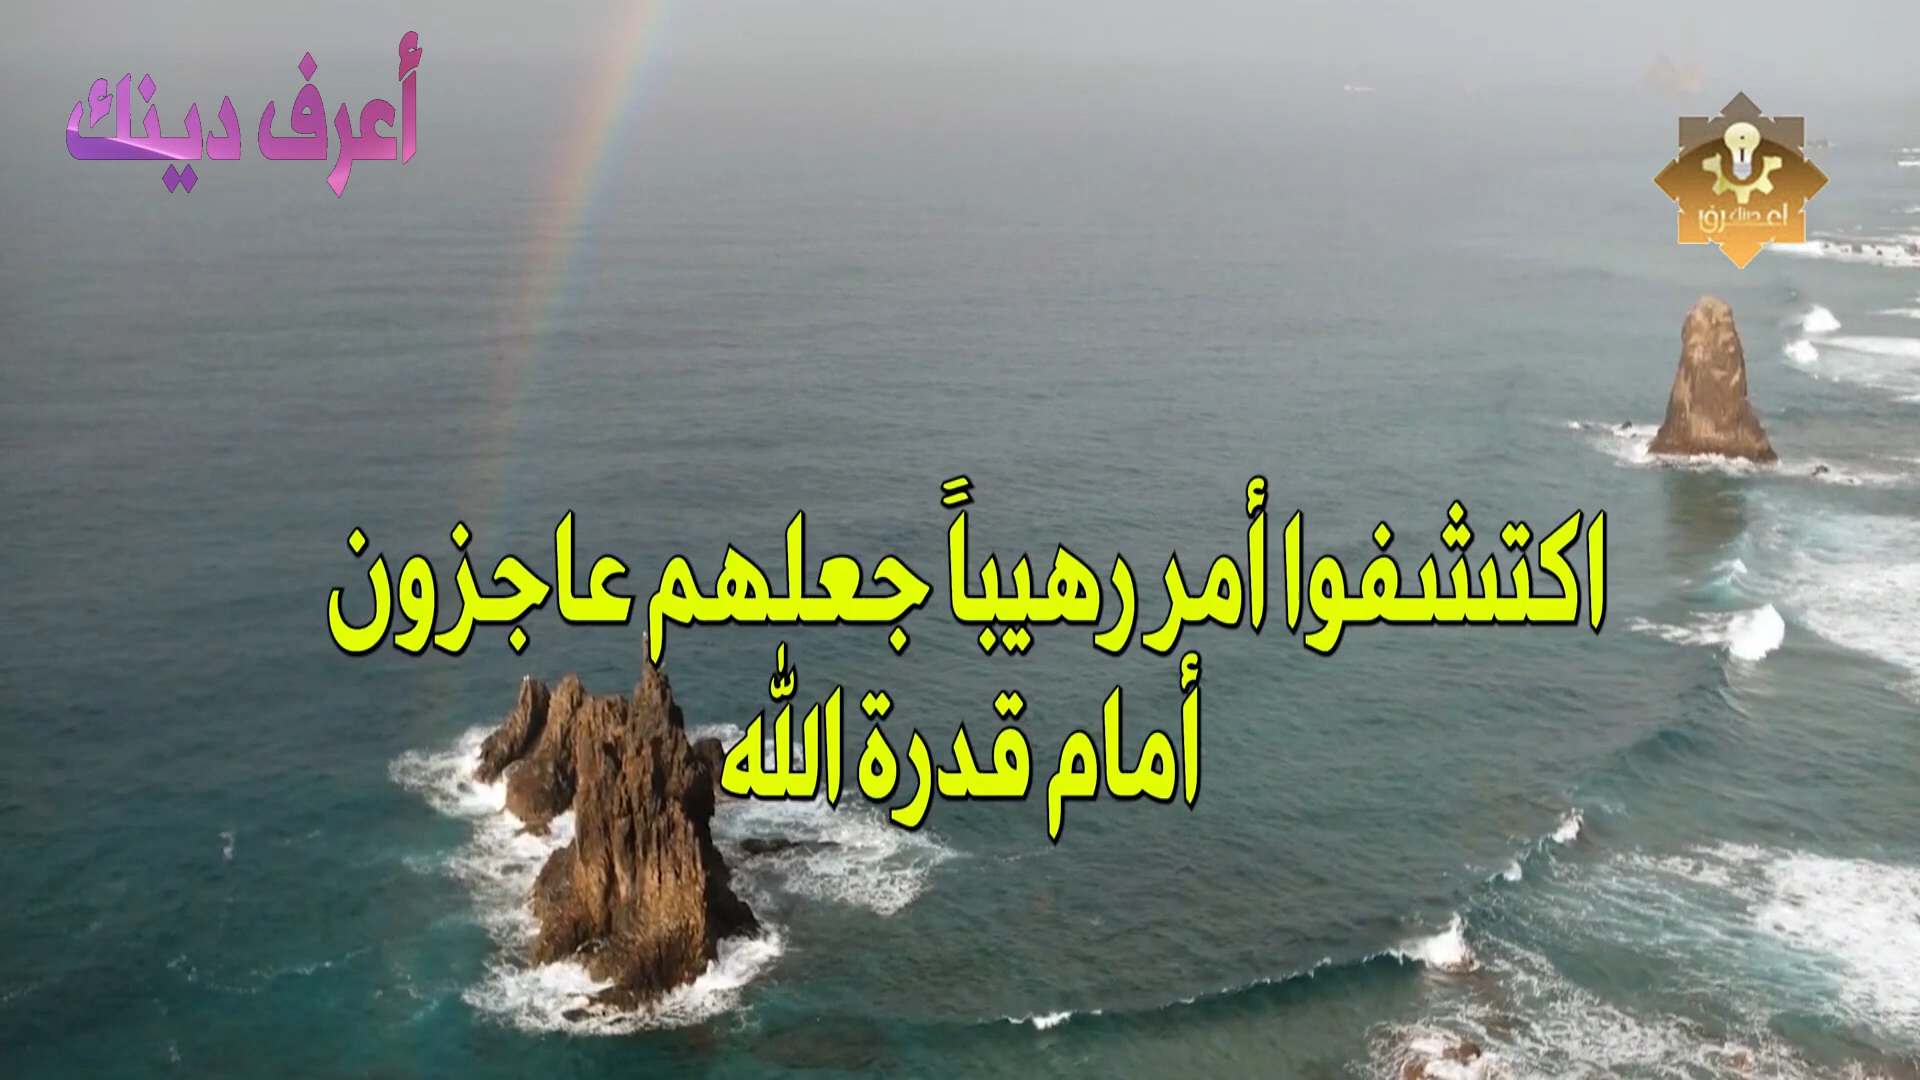 أعرف دينك
اكتشفوا أمر رهيباً جعلهم عاجزون
أمام قدرة الله